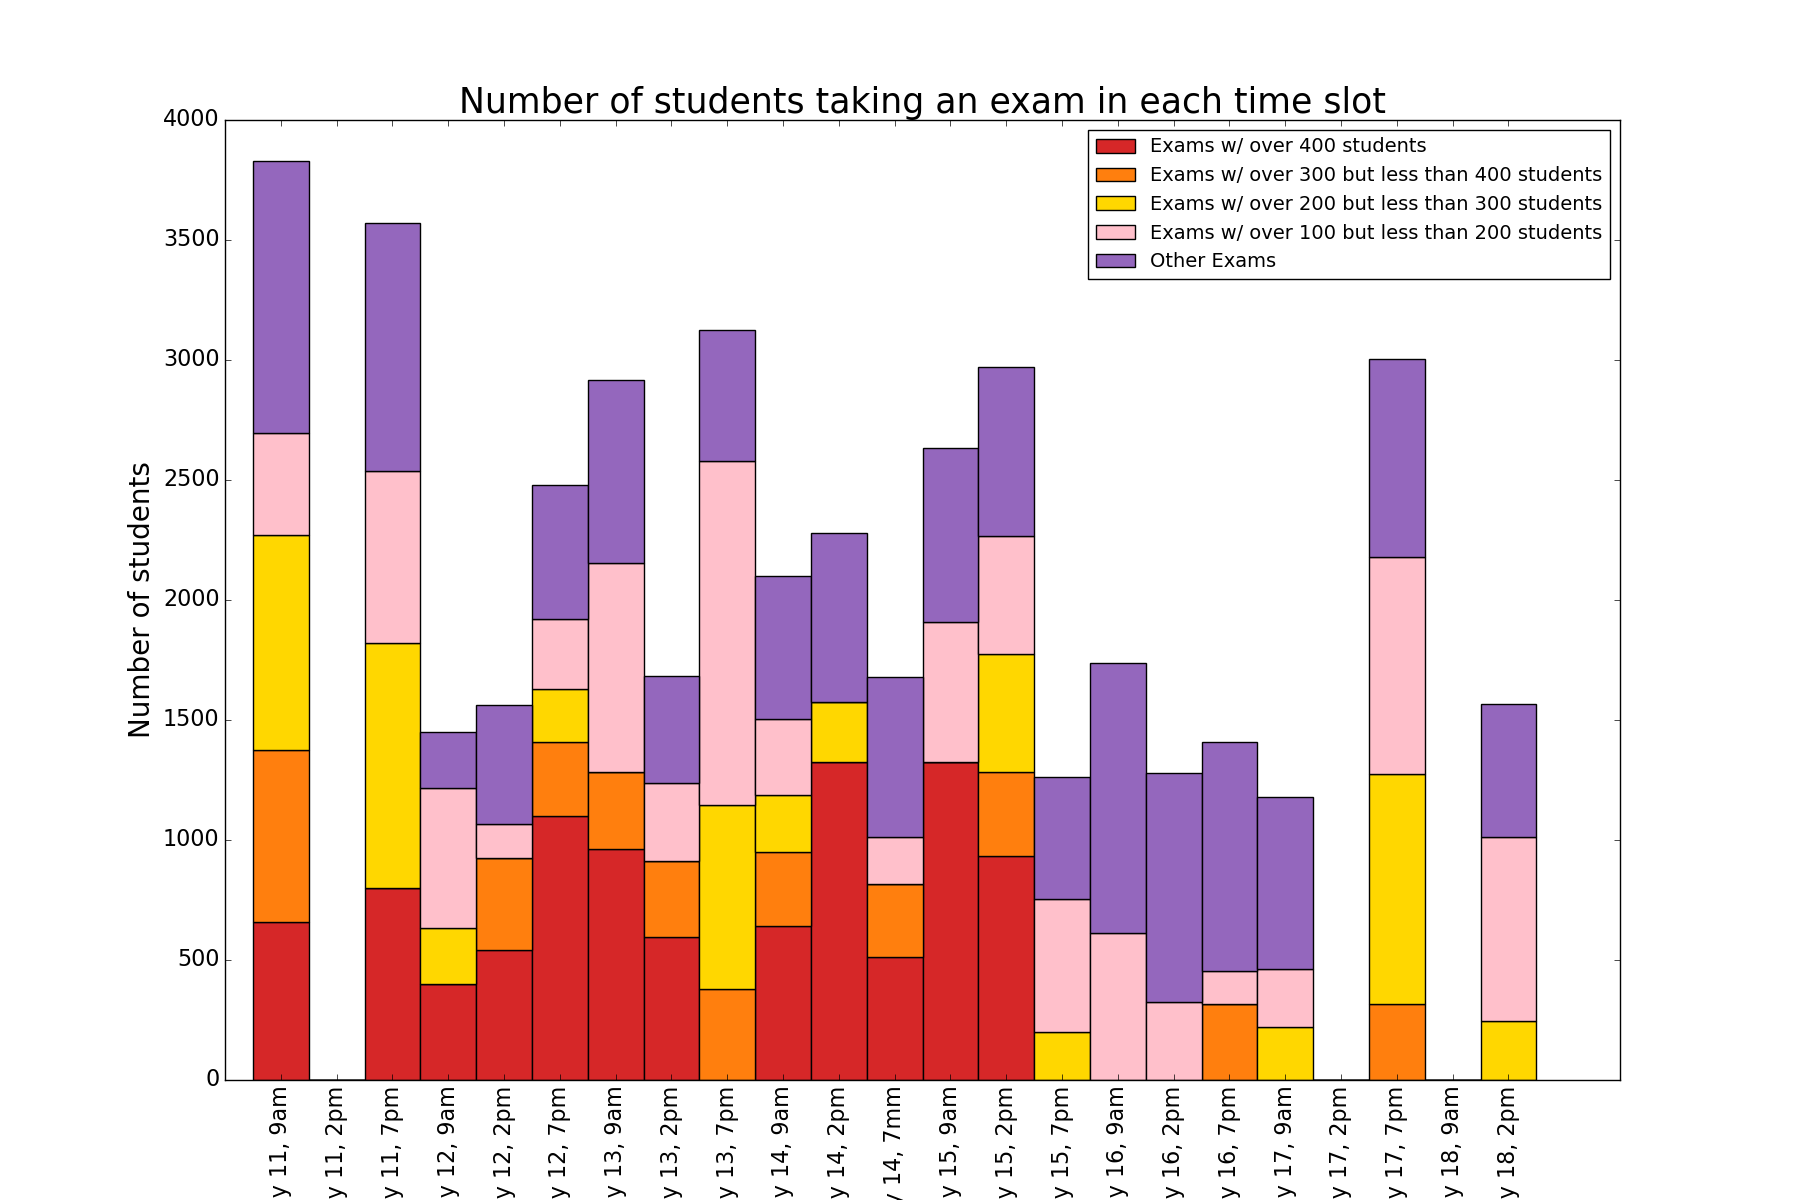 Number of students taking an exam in each time slot
Exams w/ over 400 students
Exams w/ over 300 but less than 400 students
Exams w/ over 200 but less than 300 students
Exams w/ over 100 but less than 200 students
Other Exams
Number of students
4000
3500
3000
2500
2000
1500
1000
500
0
y 11, 9am
y 11, 2pm
y 11, 7pm
y 12, 9am
y 12, 2pm
y 12, 7pm
y 13, 9am
y 13, 2pm
y 13, 7pm
y 14, 9am
y 14, 2pm
y 14, 7mm
y 15, 9am
y 15, 2pm
y 15, 7pm
y 16, 9am
y 16, 2pm
y 16, 7pm
y 17, 9am
y 17, 2pm
y 17, 7pm
y 18, 9am
y 18, 2pm